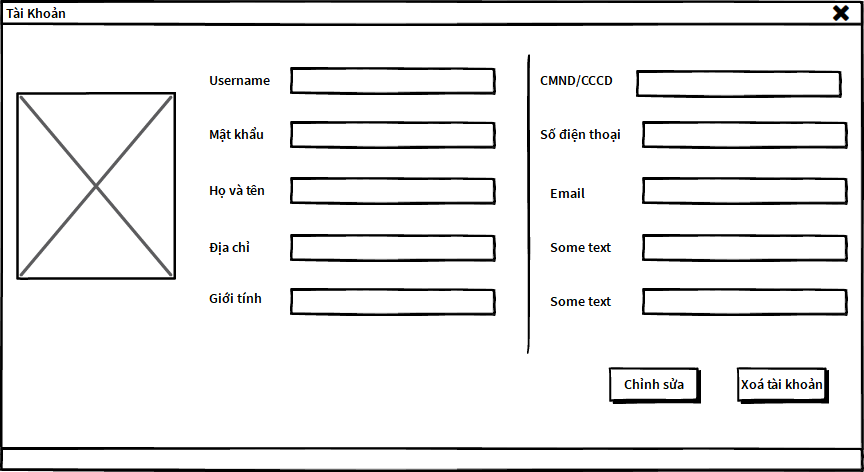 Tài Khoản
Username
Mật khẩu
Họ và tên
Địa chỉ
Giới tính
CMND/CCCD
Số điện thoại
Email
Some text
Some text
Chỉnh sửa
Xoá tài khoản